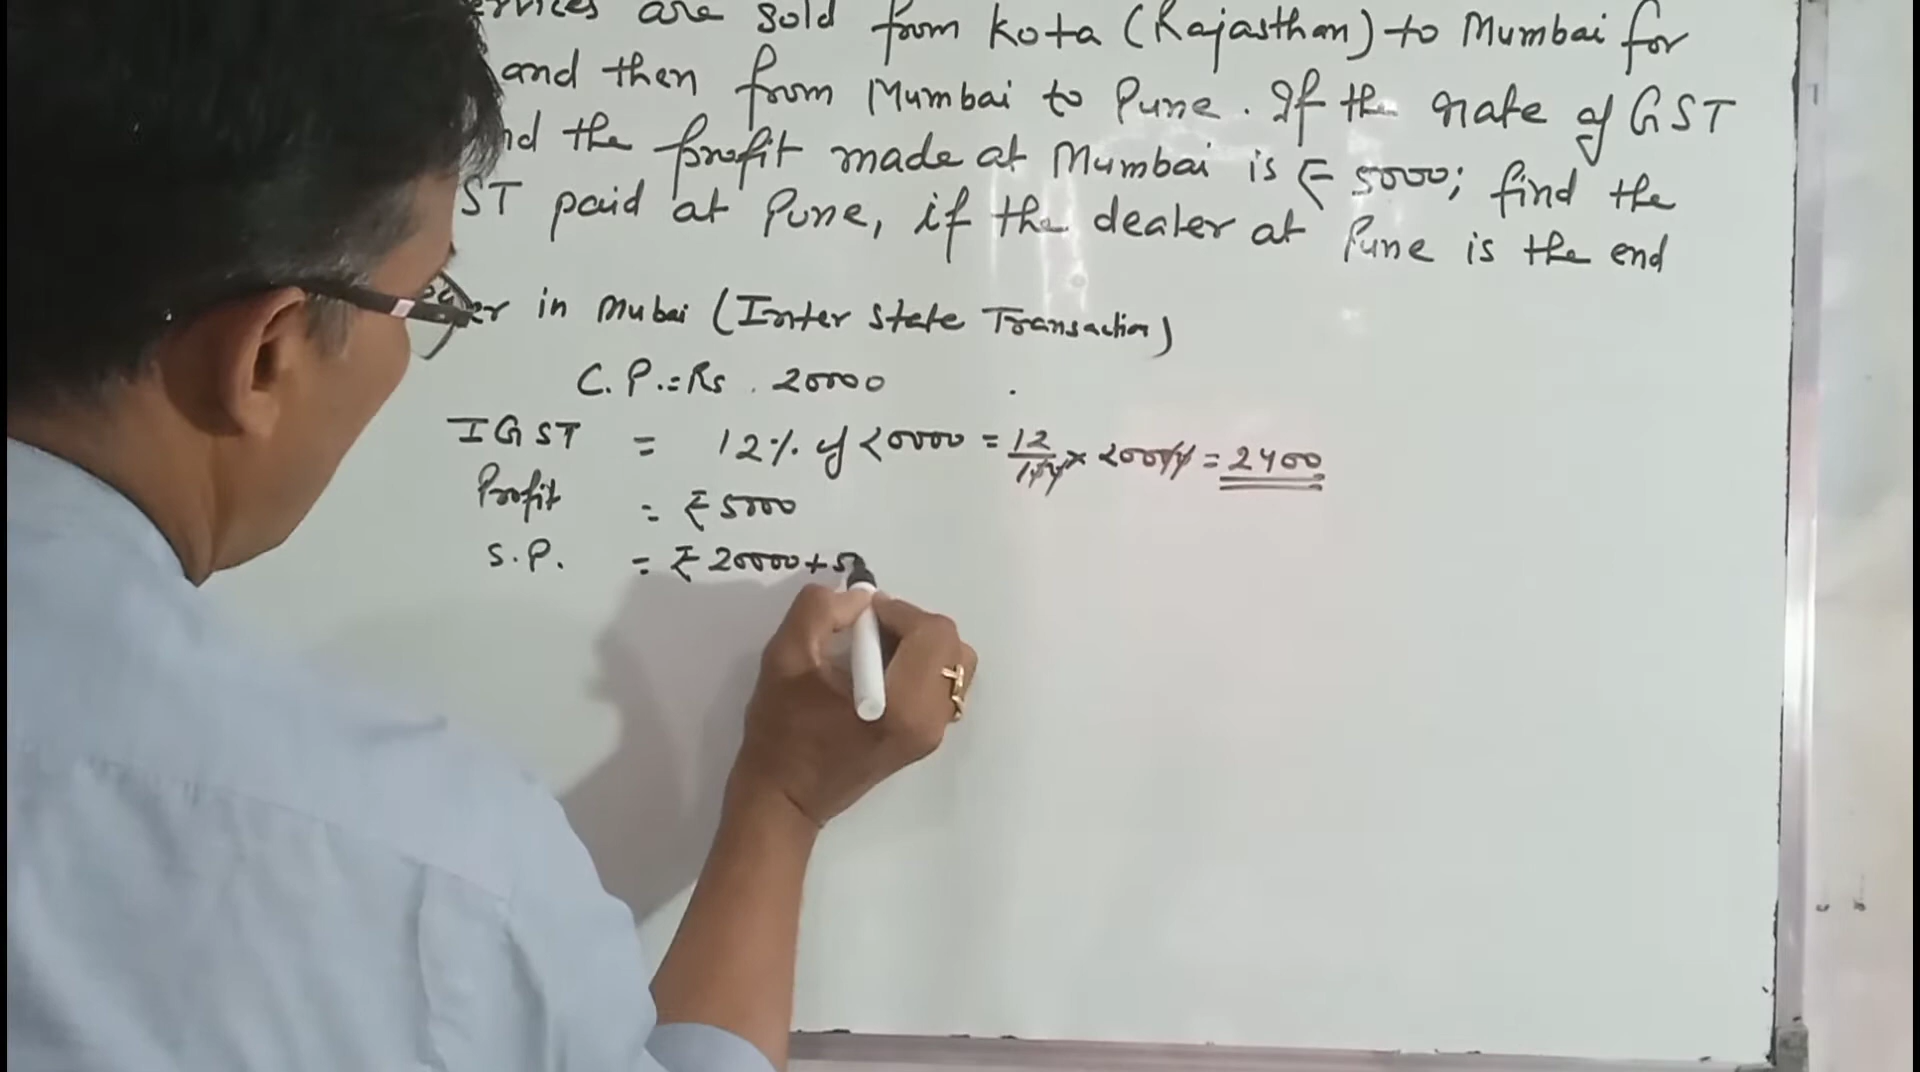 are sold from Kota (Rajasthan) to Mumbai for
and then from Mumbai to Pune. If the rate of GST
the profit made at Mumbai is ₹ 5000; find the
ST paid at Pune, if the dealer at Pune is the end
in Mubai (Inter State Transaction)
C.P.=Rs. 20000
IGST = 12% of 20000 = 12/100 × 20000 = 2400
Profit = ₹ 5000
S.P. = ₹ 20000+5